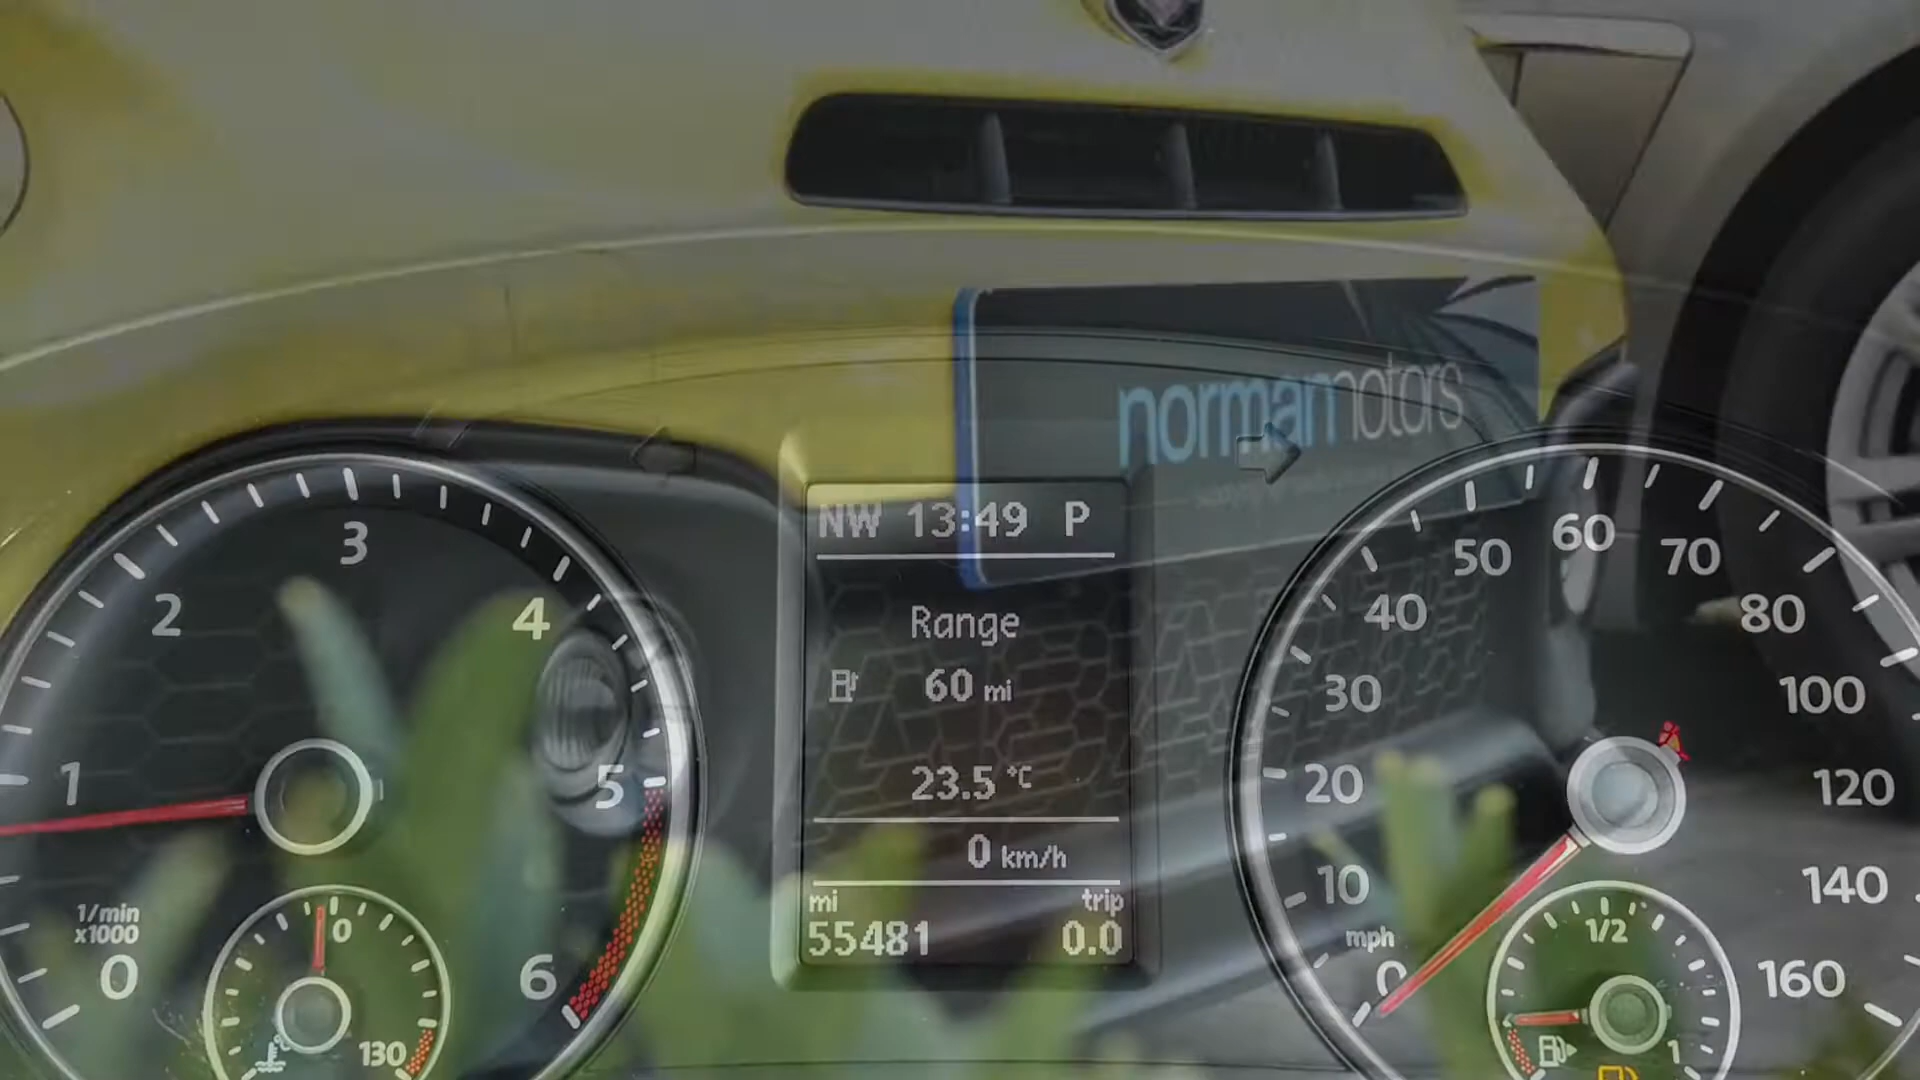 normanmotors
NW 13:49 P
Range
60 mi
23.5 °C
0 km/h
mi trip
55481 0.0
0
1
2
3
4
5
6
1/min
x1000
0
130
0
10
20
30
40
50
60
70
80
100
120
140
160
mph
1/2
1